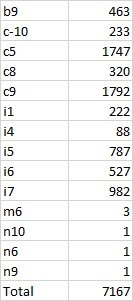 b9 463
c-10 233
c5 1747
c8 320
c9 1792
i1 222
i4 88
i5 787
i6 527
i7 982
m6 3
n10 1
n6 1
n9 1
Total 7167